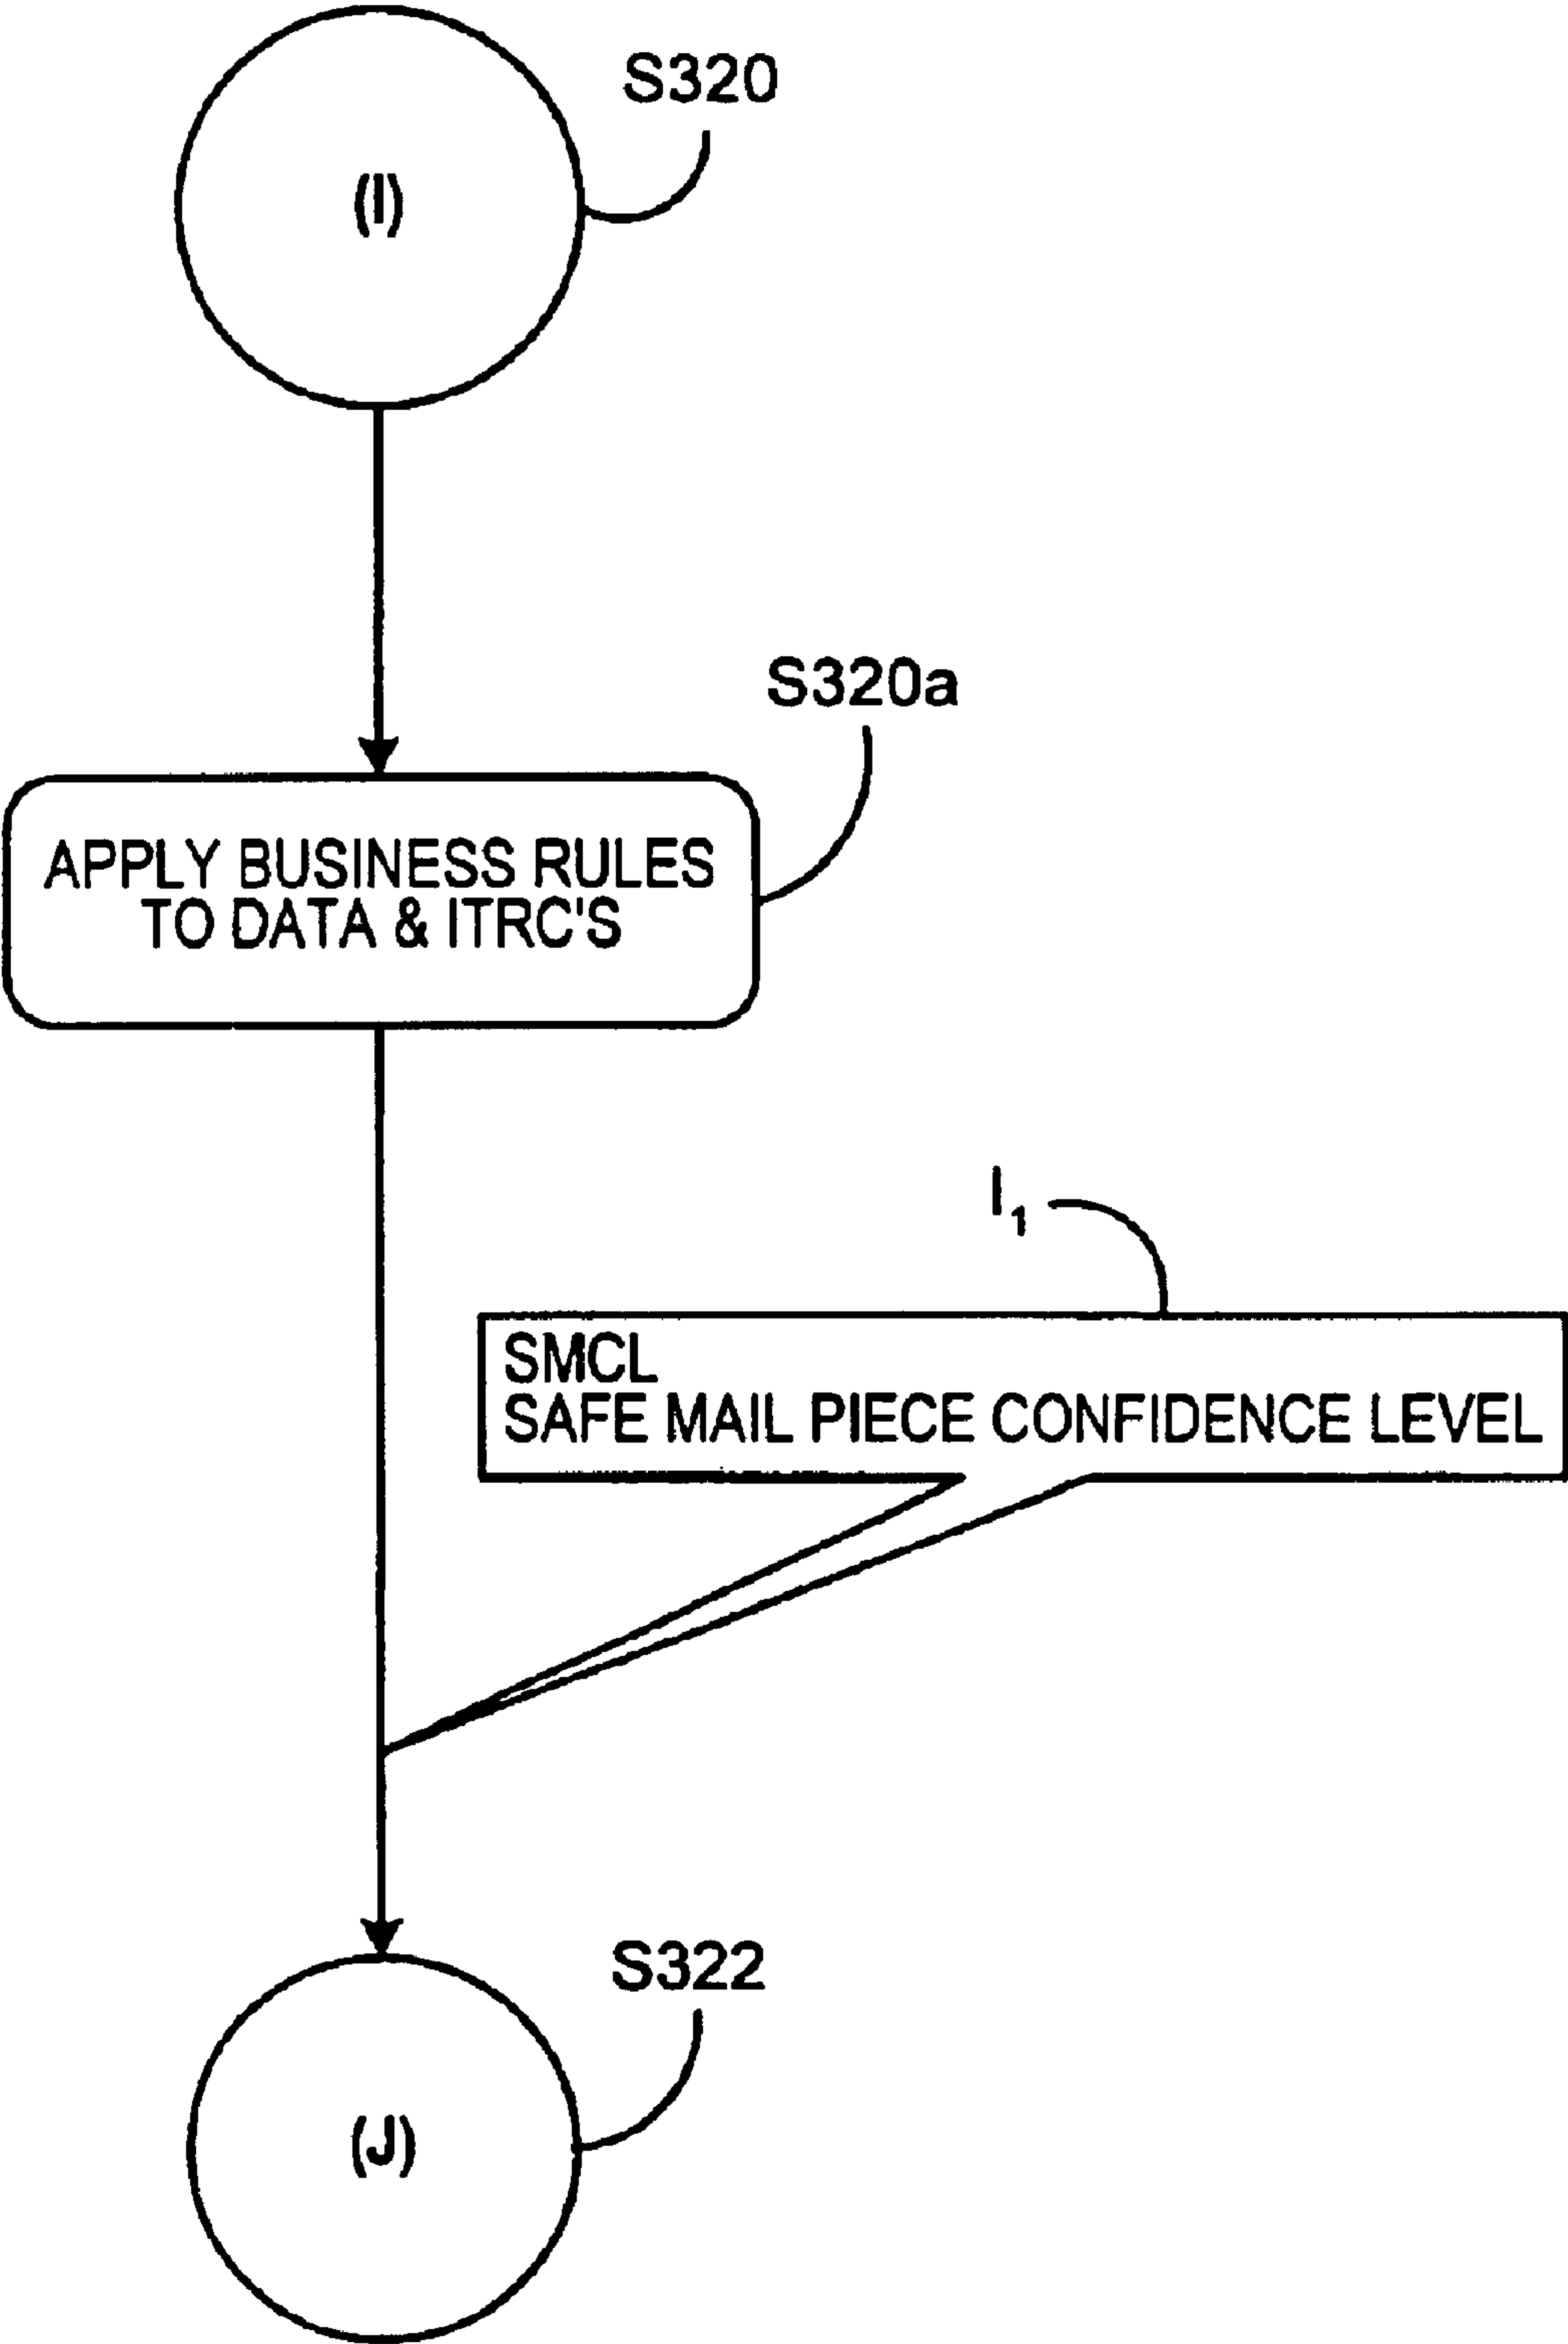 S320
(I)
S320a
APPLY BUSINESS RULES
TO DATA & ITRC'S
I1
SMCL
SAFE MAIL PIECE CONFIDENCE LEVEL
S322
(J)